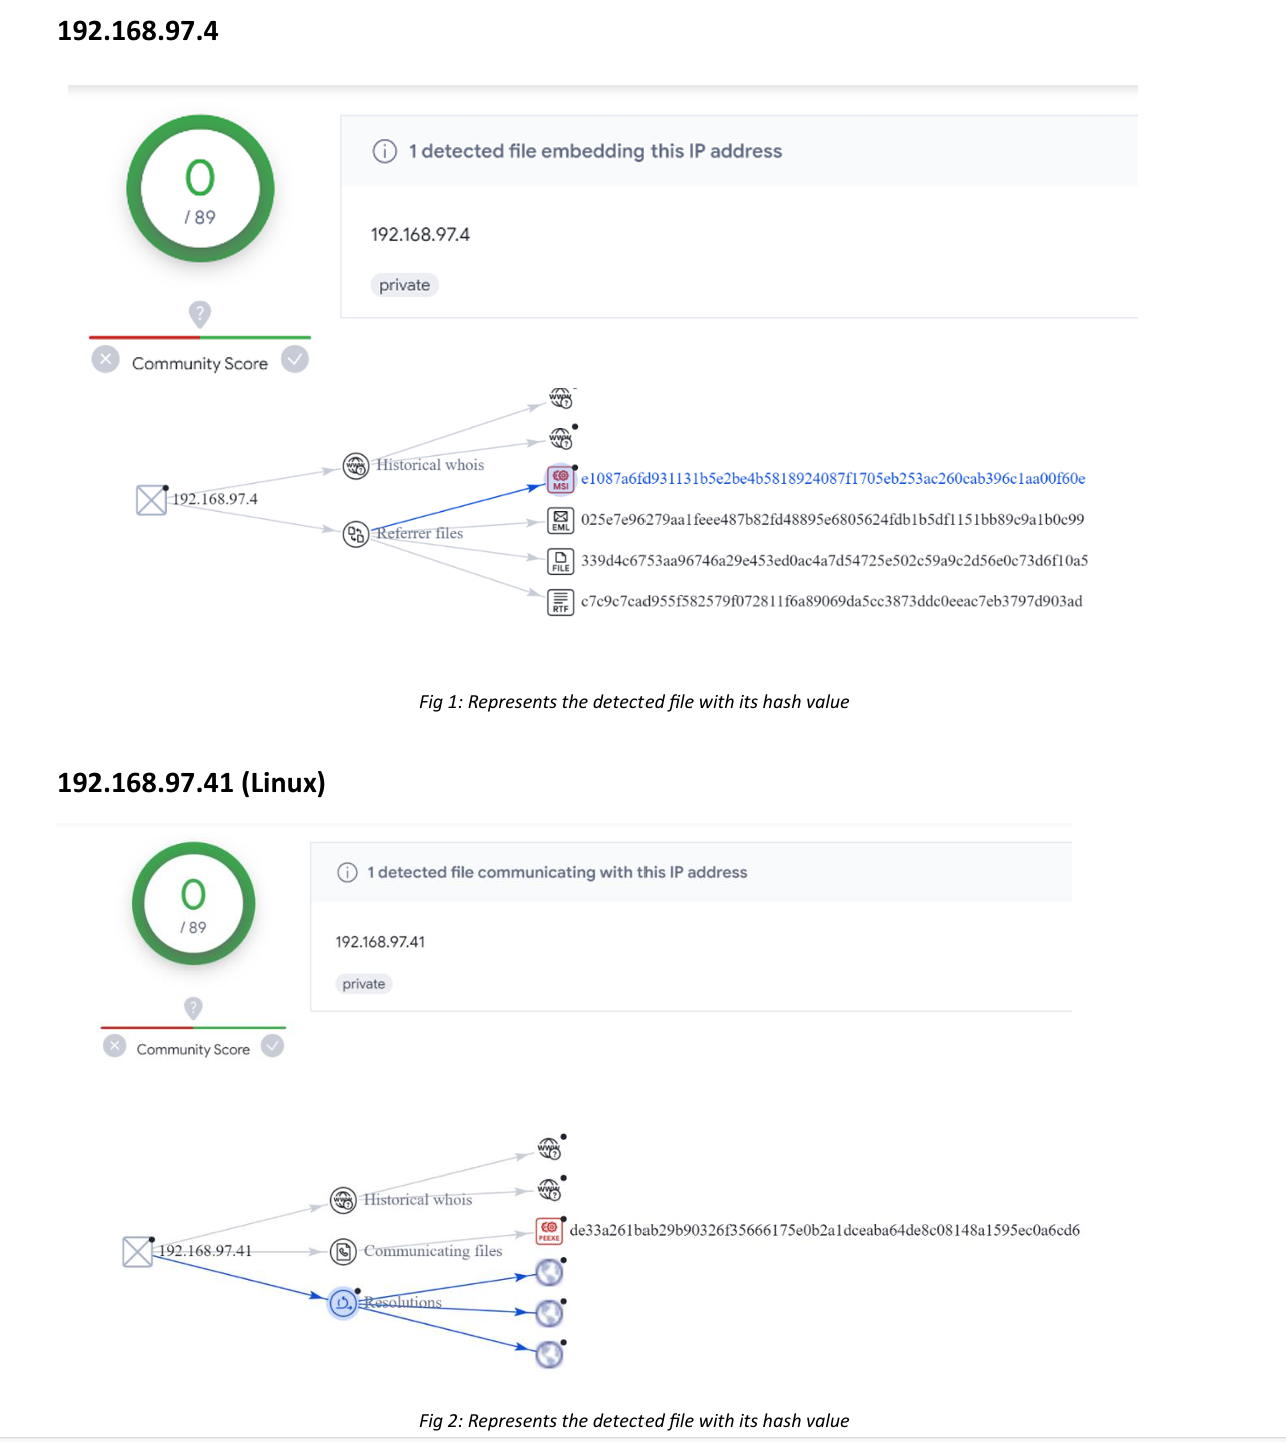 192.168.97.4
0
/ 89
1 detected file embedding this IP address
192.168.97.4
private
?
Community Score
Historical whois
192.168.97.4
Referrer files
MSI
e1087a6fd931131b5e2be4b5818924087f1705eb253ac260cab396c1aa00f60e
EML
025e7e96279aa1feee487b82fd48895e6805624fdb1b5df1151bb89c9a1b0c99
FILE
339d4c6753aa96746a29e453ed0ac4a7d54725e502c59a9c2d56e0c73d6f10a5
RTF
c7c9c7cad955f582579f072811f6a89069da5cc3873ddc0eeac7eb3797d903ad
Fig 1: Represents the detected file with its hash value
192.168.97.41 (Linux)
0
/ 89
1 detected file communicating with this IP address
192.168.97.41
private
?
Community Score
Historical whois
192.168.97.41
Communicating files
PEEXE
de33a261bab29b90326f35666175e0b2a1dceaba64de8c08148a1595ec0a6cd6
Resolutions
Fig 2: Represents the detected file with its hash value